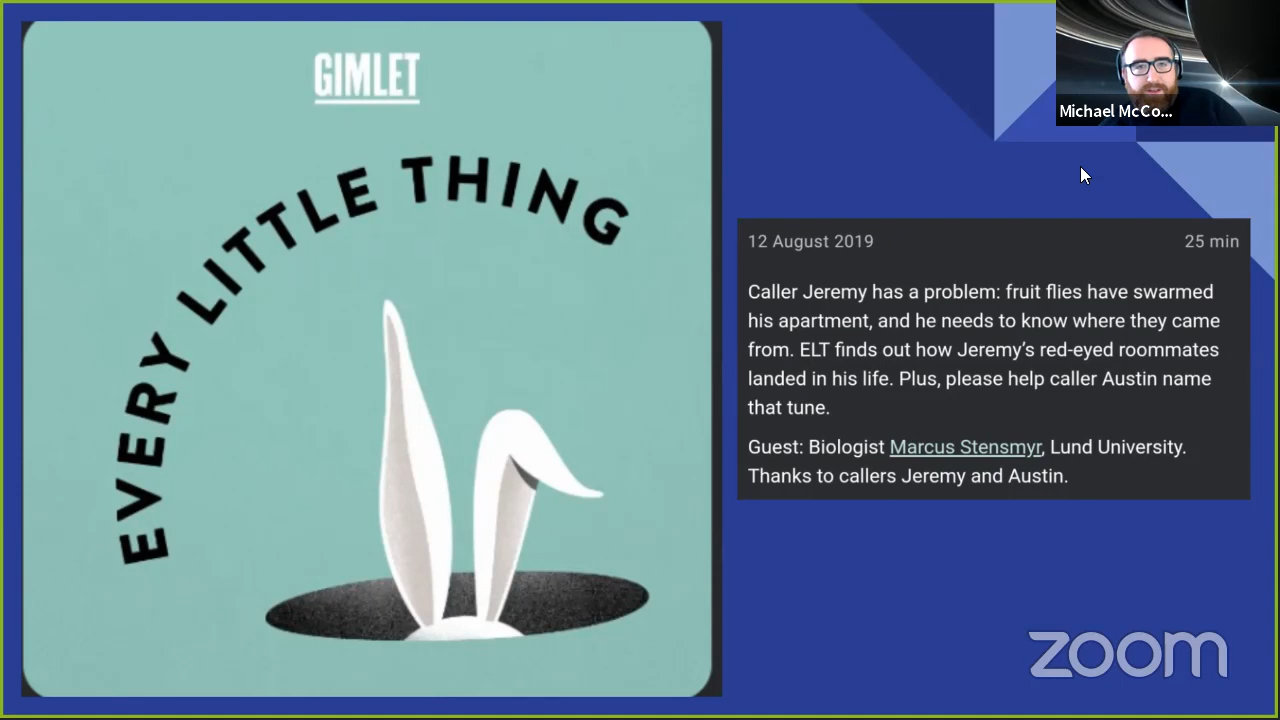 GIMLET
EVERY LITTLE THING
Michael McCo...
12 August 2019
25 min
Caller Jeremy has a problem: fruit flies have swarmed
his apartment, and he needs to know where they came
from. ELT finds out how Jeremy’s red-eyed roommates
landed in his life. Plus, please help caller Austin name
that tune.
Guest: Biologist Marcus Stensmyr, Lund University.
Thanks to callers Jeremy and Austin.
zoom